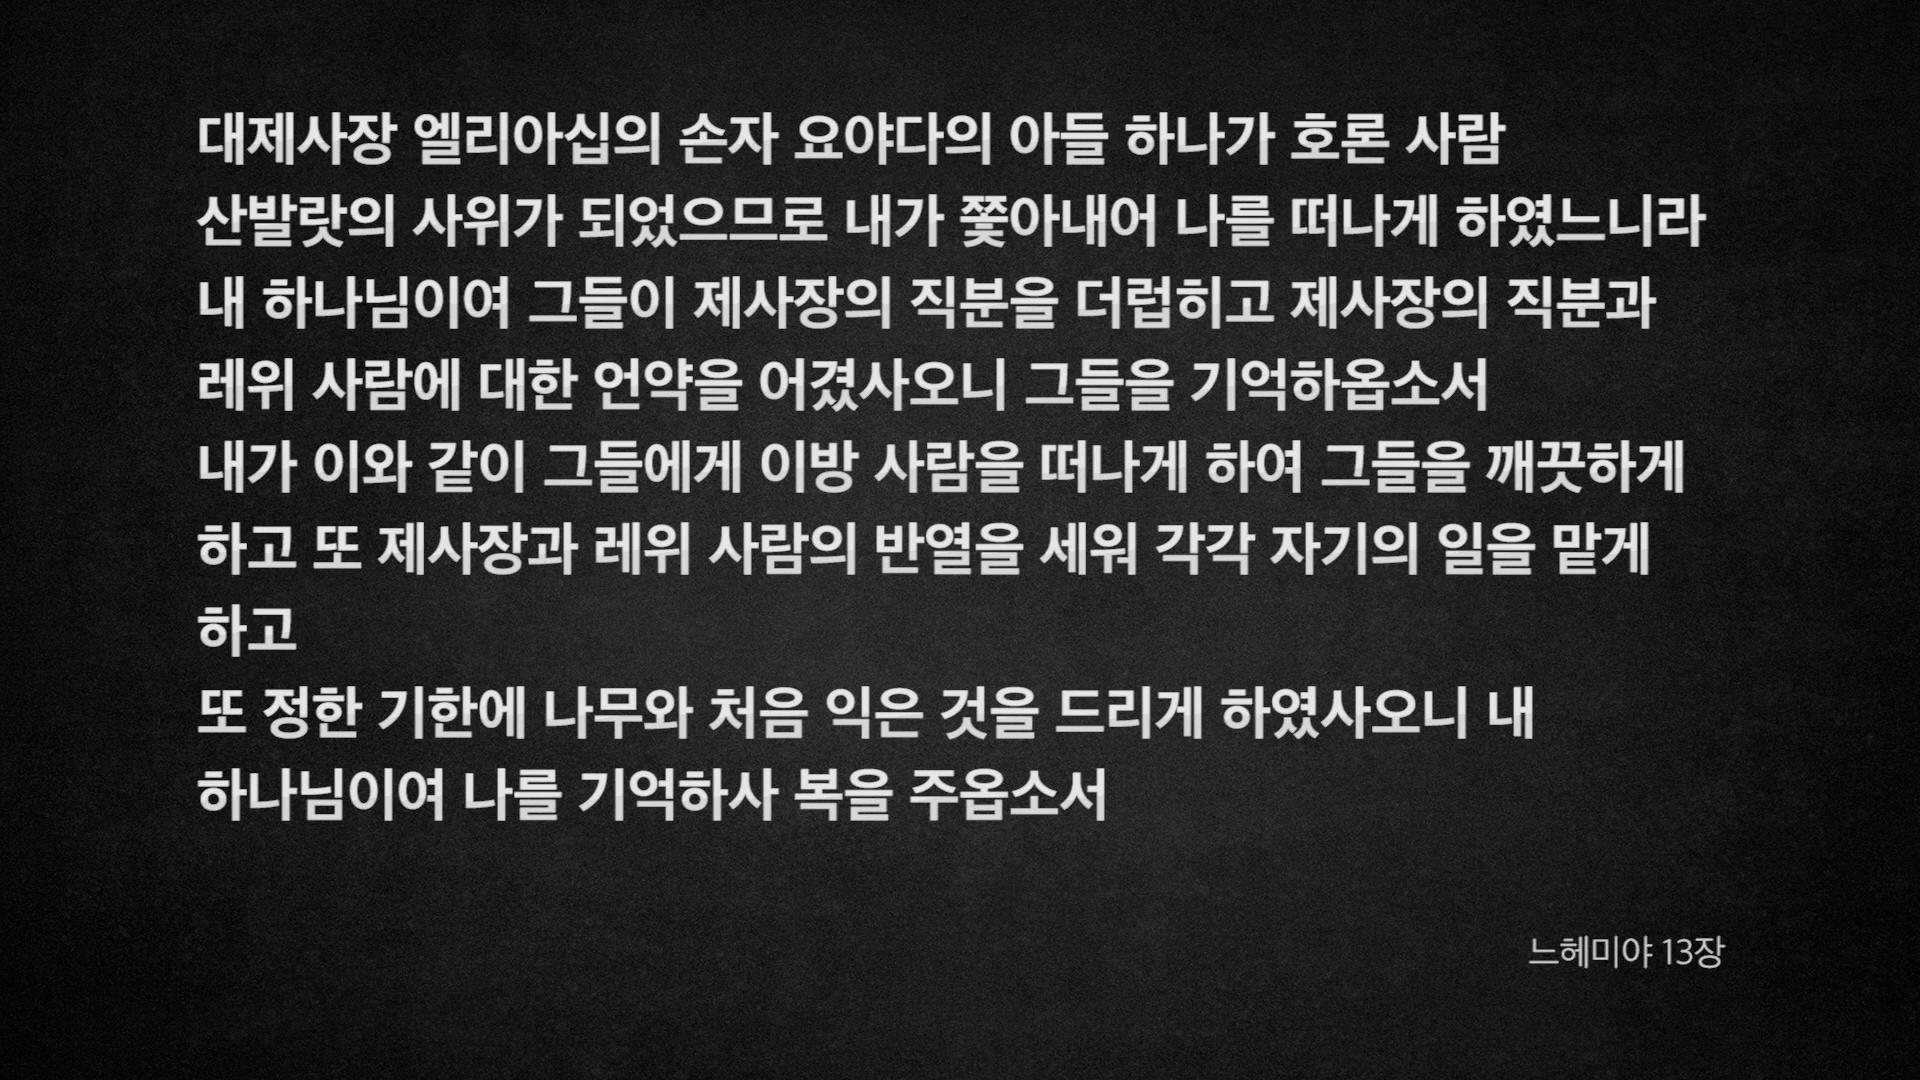 대제사장 엘리아십의 손자 요야다의 아들 하나가 호론 사람
산발랏의 사위가 되었으므로 내가 쫓아내어 나를 떠나게 하였느니라
내 하나님이여 그들이 제사장의 직분을 더럽히고 제사장의 직분과
레위 사람에 대한 언약을 어겼사오니 그들을 기억하옵소서
내가 이와 같이 그들에게 이방 사람을 떠나게 하여 그들을 깨끗하게
하고 또 제사장과 레위 사람의 반열을 세워 각각 자기의 일을 맡게
하고
또 정한 기한에 나무와 처음 익은 것을 드리게 하였사오니 내
하나님이여 나를 기억하사 복을 주옵소서
느헤미야 13장